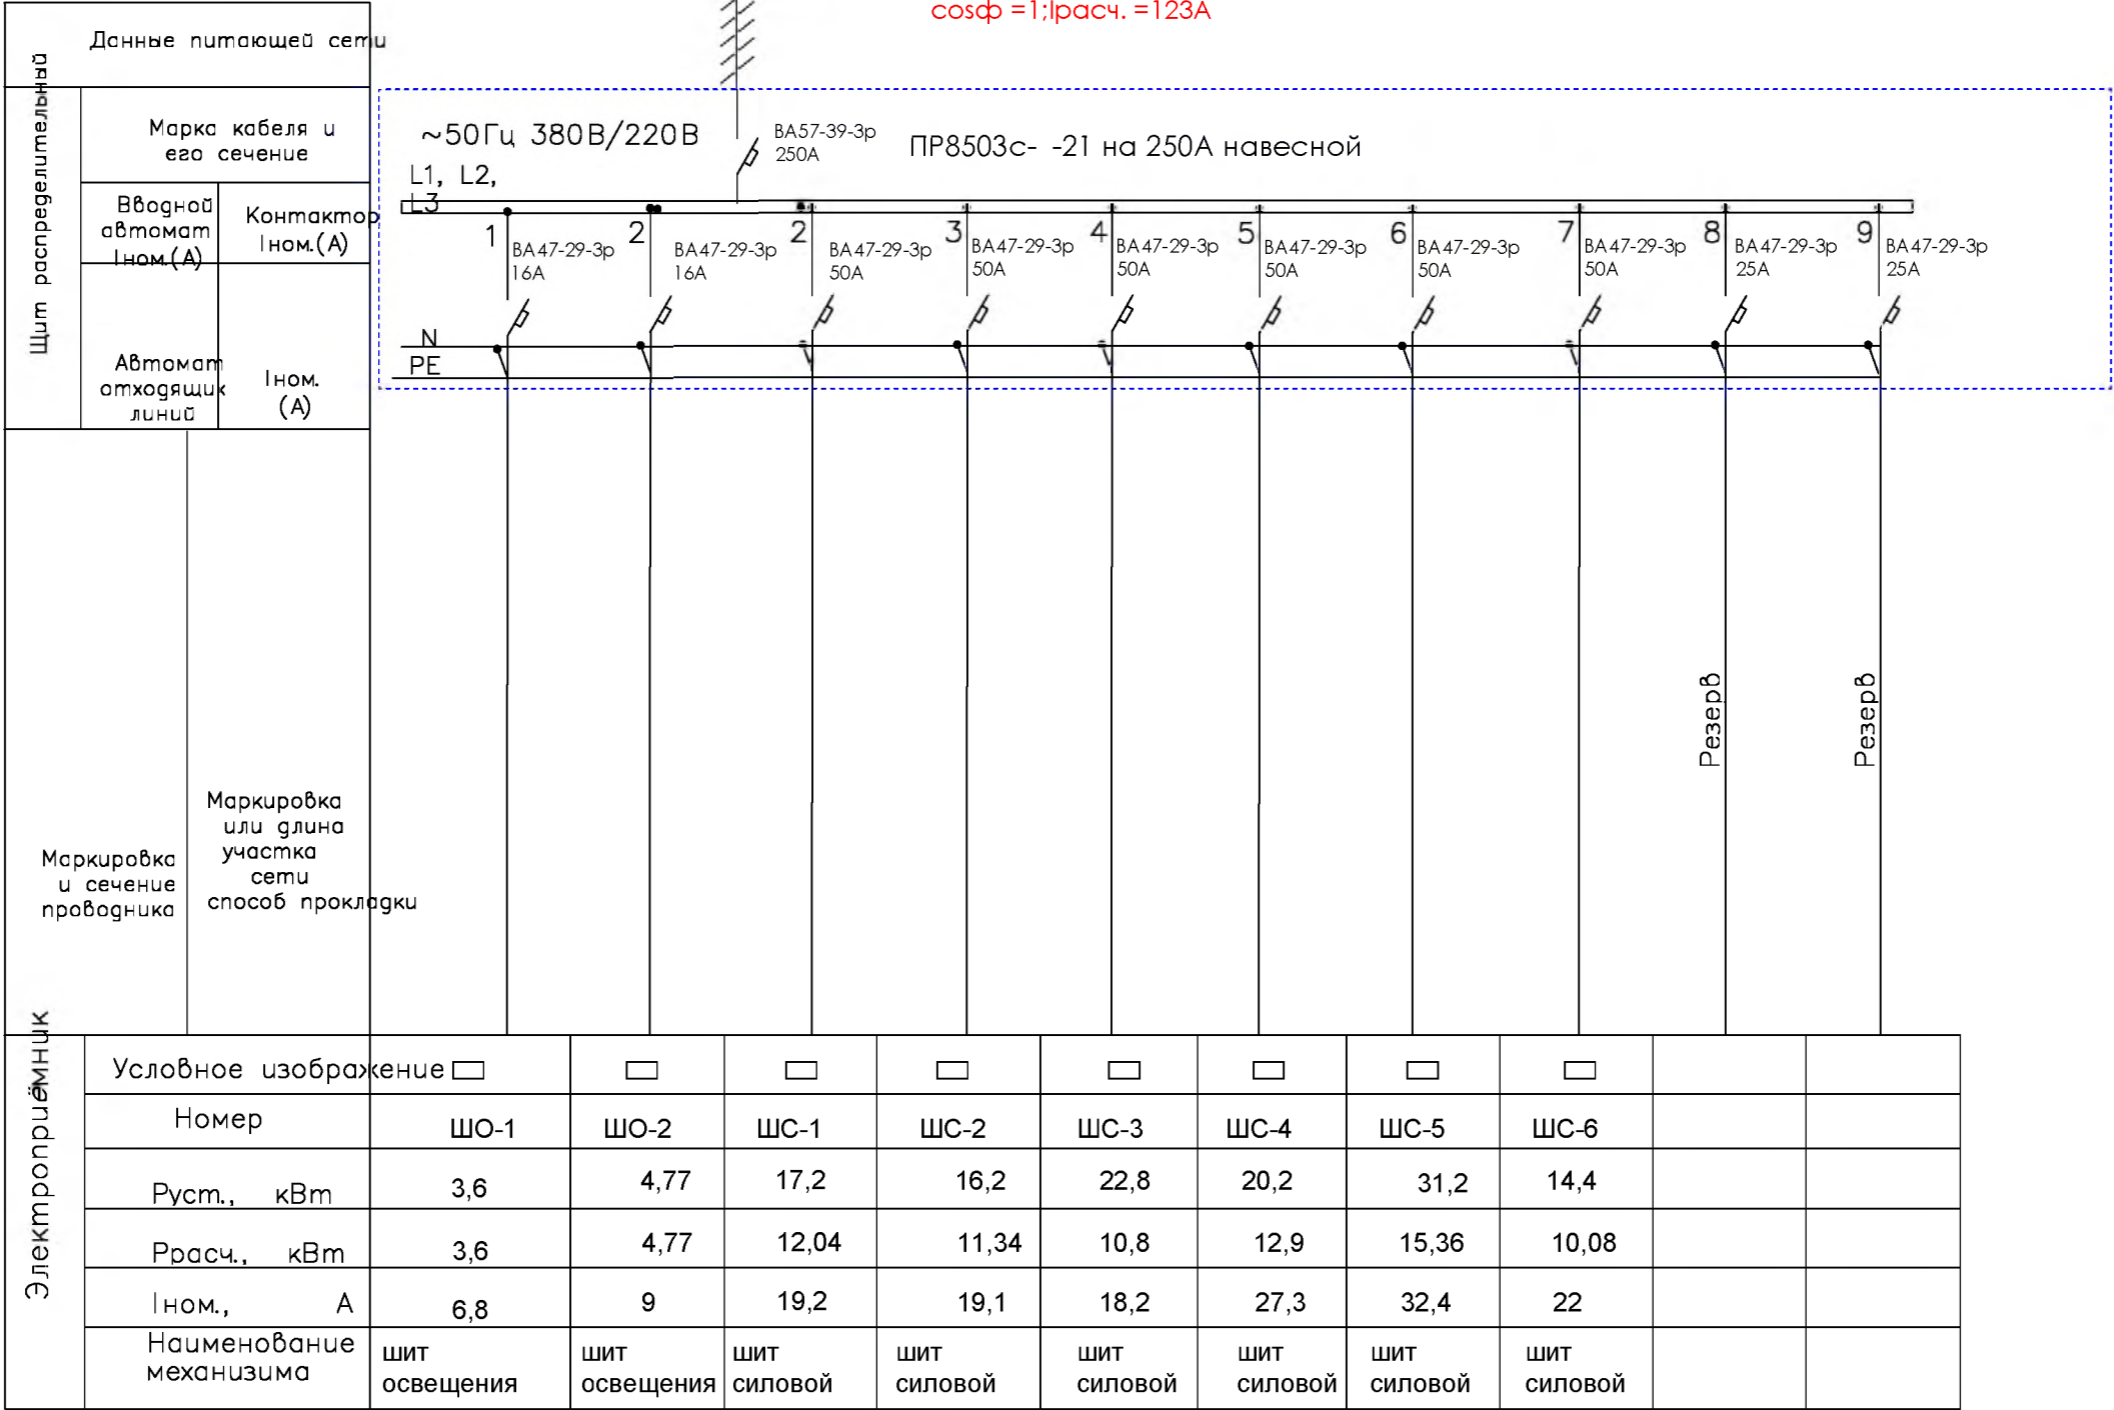 cosф =1;Iрасч. =123А
Данные питающей сети
Щит распределительный
Марка кабеля и
его сечение
Вводной
автомат
Iном.(А)
Контактор
Iном.(А)
Автомат
отходящик
линий
Iном.
(А)
~50Гц 380В/220В
ВА57-39-3р
250А
ПР8503с- -21 на 250А навесной
L1, L2,
L3
1
ВА47-29-3р
16А
2
ВА47-29-3р
16А
2
ВА47-29-3р
50А
3
ВА47-29-3р
50А
4
ВА47-29-3р
50А
5
ВА47-29-3р
50А
6
ВА47-29-3р
50А
7
ВА47-29-3р
50А
8
ВА47-29-3р
25А
9
ВА47-29-3р
25А
N
PE
Маркировка
и сечение
проводника
Маркировка
или длина
участка
сети
способ прокладки
Резерв
Резерв
Электроприёмник
Условное изображение
Номер ШО-1 ШО-2 ШС-1 ШС-2 ШС-3 ШС-4 ШС-5 ШС-6
Руст., кВт 3,6 4,77 17,2 16,2 22,8 20,2 31,2 14,4
Ррасч., кВт 3,6 4,77 12,04 11,34 10,8 12,9 15,36 10,08
Iном., А 6,8 9 19,2 19,1 18,2 27,3 32,4 22
Наименование
механизима
шит
освещения
шит
освещения
шит
силовой
шит
силовой
шит
силовой
шит
силовой
шит
силовой
шит
силовой